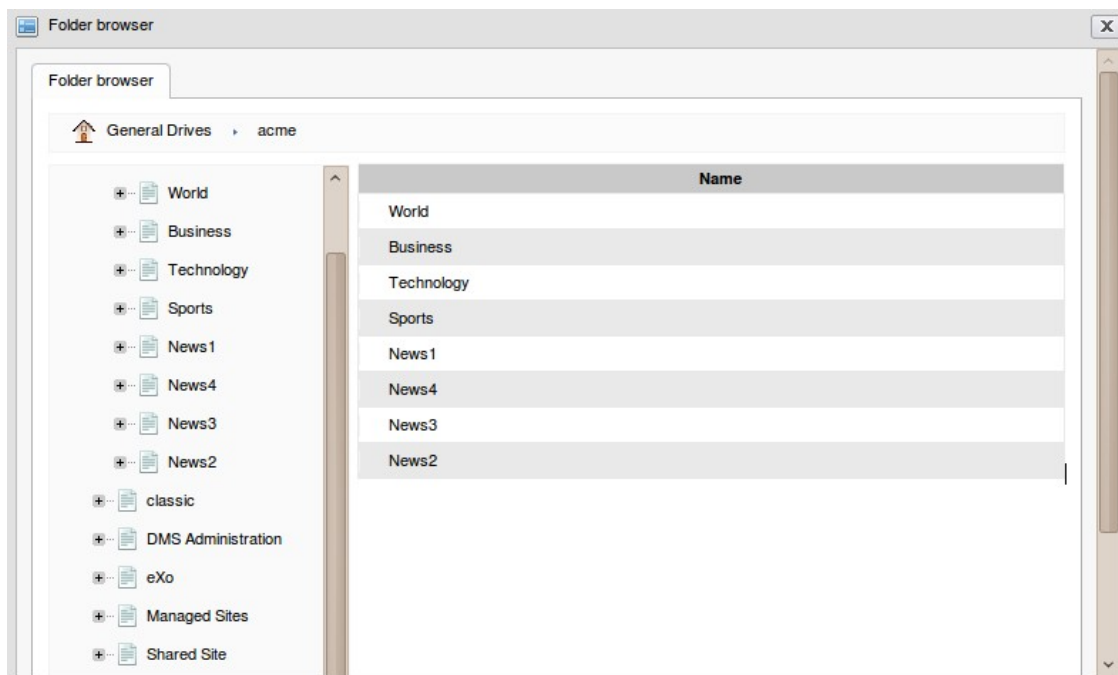 Folder browser
X
Folder browser
General Drives acme
World
Business
Technology
Sports
News1
News4
News3
News2
classic
DMS Administration
eXo
Managed Sites
Shared Site
Name
World
Business
Technology
Sports
News1
News4
News3
News2